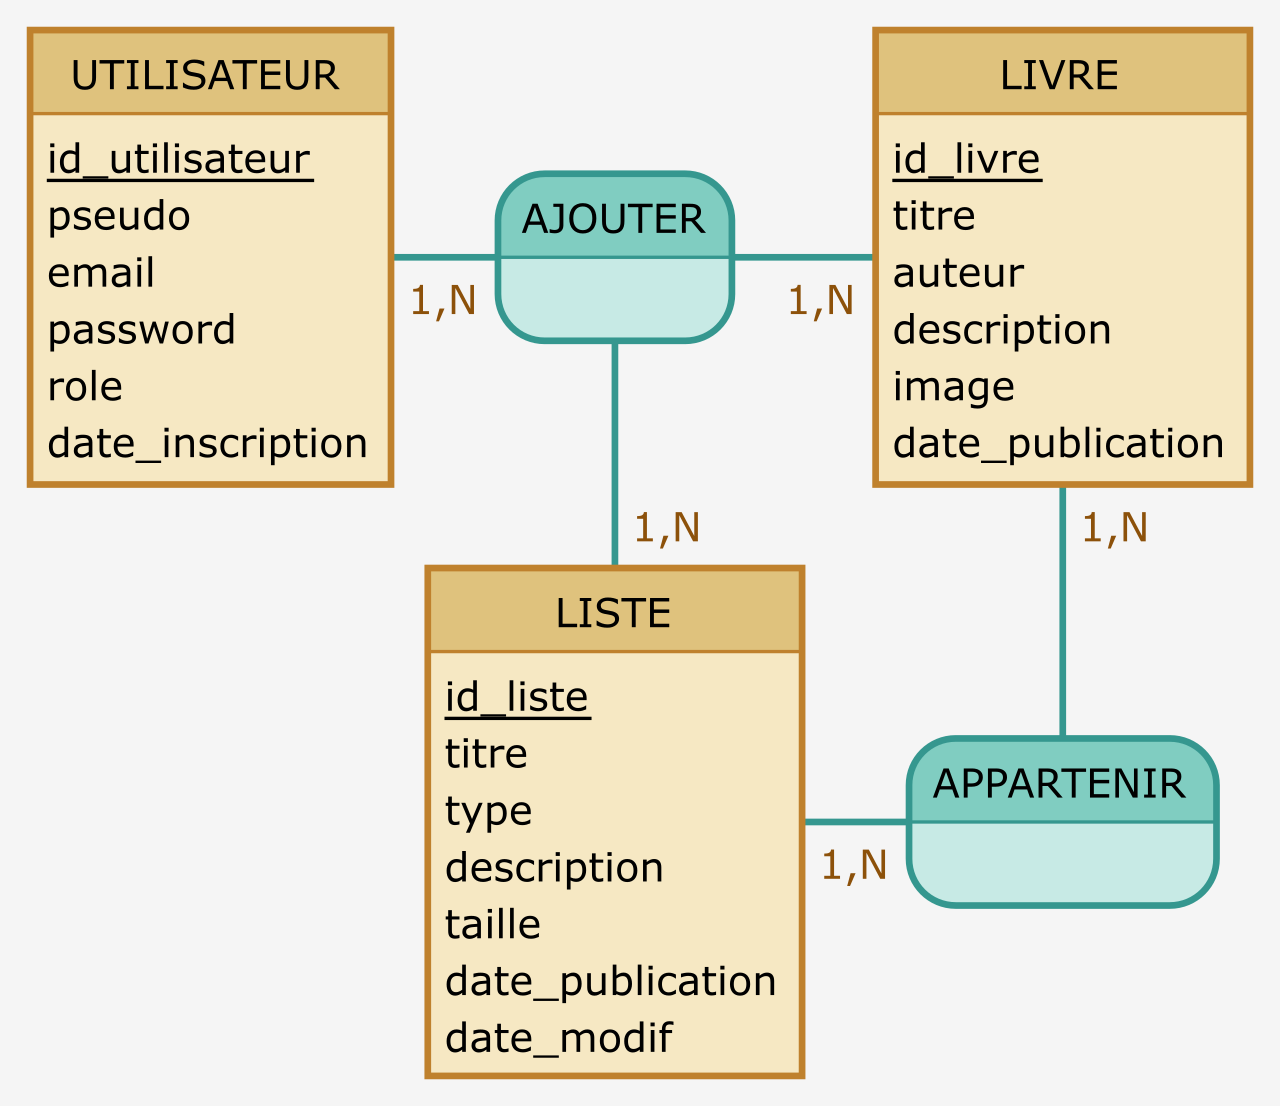 UTILISATEUR
id_utilisateur
pseudo
email
password
role
date_inscription
AJOUTER
1,N
1,N
1,N
LIVRE
id_livre
titre
auteur
description
image
date_publication
1,N
LISTE
id_liste
titre
type
description
taille
date_publication
date_modif
1,N
APPARTENIR